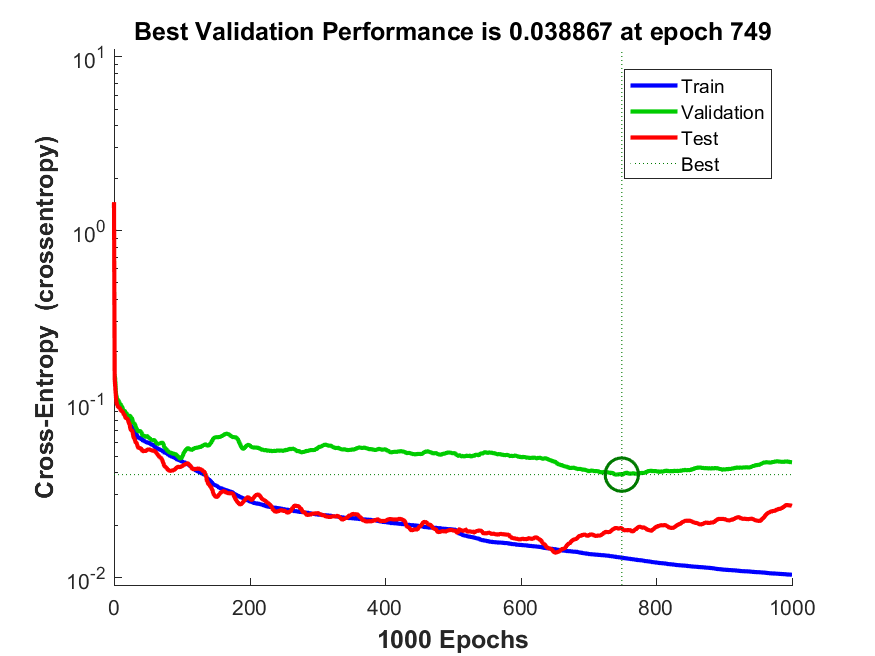 Best Validation Performance is 0.038867 at epoch 749
Cross-Entropy (crossentropy)
10^1
10^0
10^-1
10^-2
Train
Validation
Test
Best
0 200 400 600 800 1000
1000 Epochs